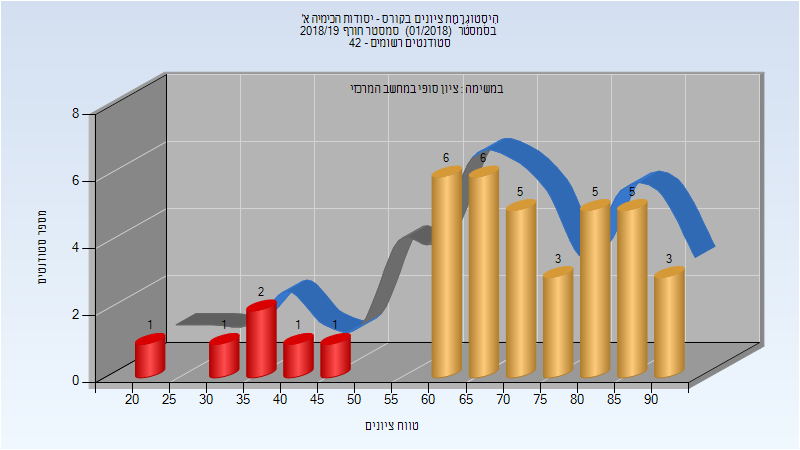 היסטוגרמת ציונים בקורס - יסודות הכימיה א'
בסמסטר (01/2018) סמסטר חורף 2018/19
סטודנטים רשומים - 42
במשימה : ציון סופי במחשב המרכזי
מספר סטודנטים
8
6
4
2
0
1
1
2
1
1
6
6
5
3
5
5
3
20 25 30 35 40 45 50 55 60 65 70 75 80 85 90
טווח ציונים